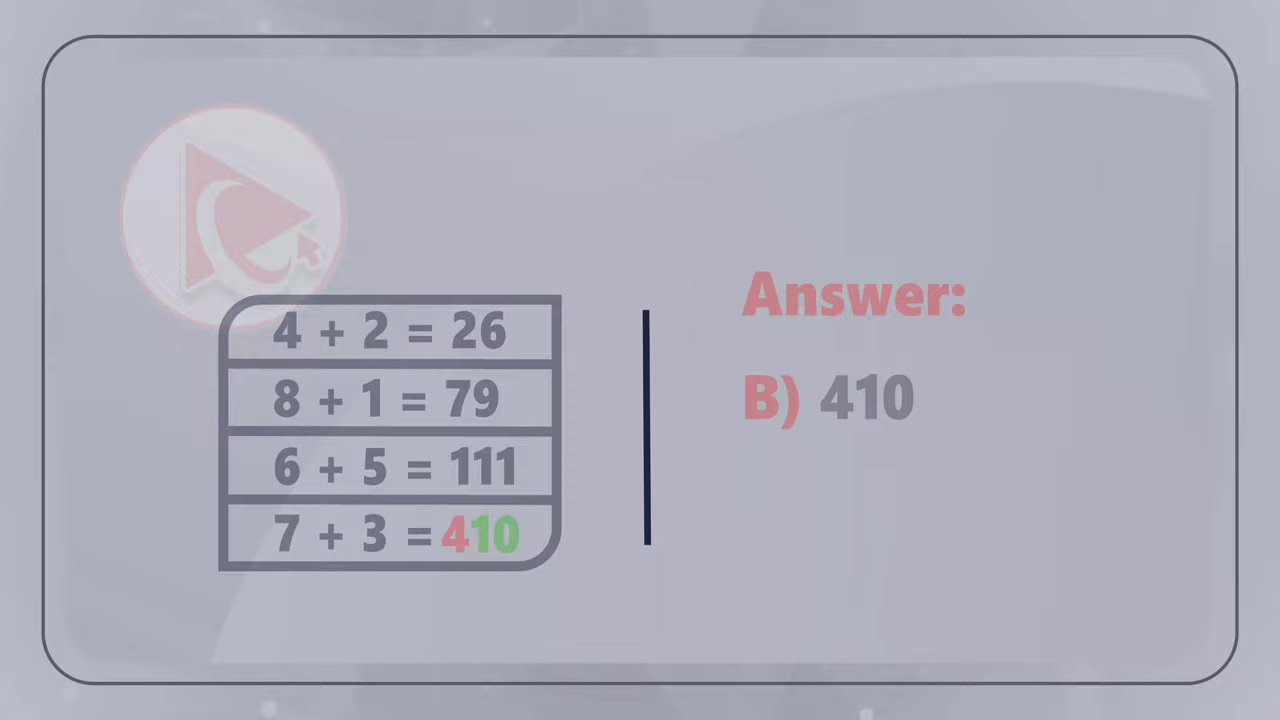 4 + 2 = 26
8 + 1 = 79
6 + 5 = 111
7 + 3 = 410
Answer:
B) 410